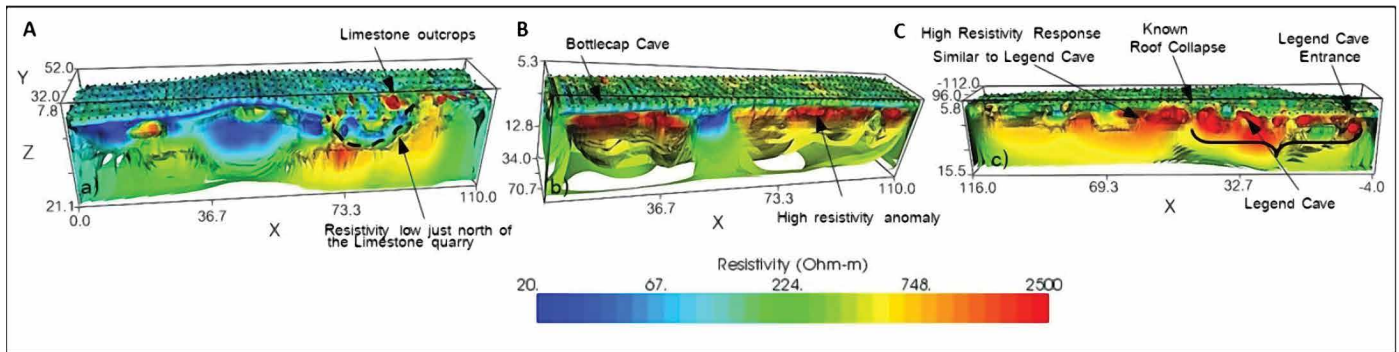 A
Limestone outcrops
Y
52.0
32.0
7.8
Z
21.1
a)
0.0
36.7
73.3
110.0
X
Resistivity low just north of
the Limestone quarry
B
Bottlecap Cave
5.3
12.8
34.0
70.7
b)
36.7
73.3
110.0
X
High resistivity anomaly
C
High Resistivity Response
Similar to Legend Cave
Known
Roof Collapse
Legend Cave
Entrance
-112.0
96.0
5.8
15.5
c)
116.0
69.3
32.7
-4.0
X
Legend Cave
Resistivity (Ohm-m)
20. 67. 224. 748. 2500